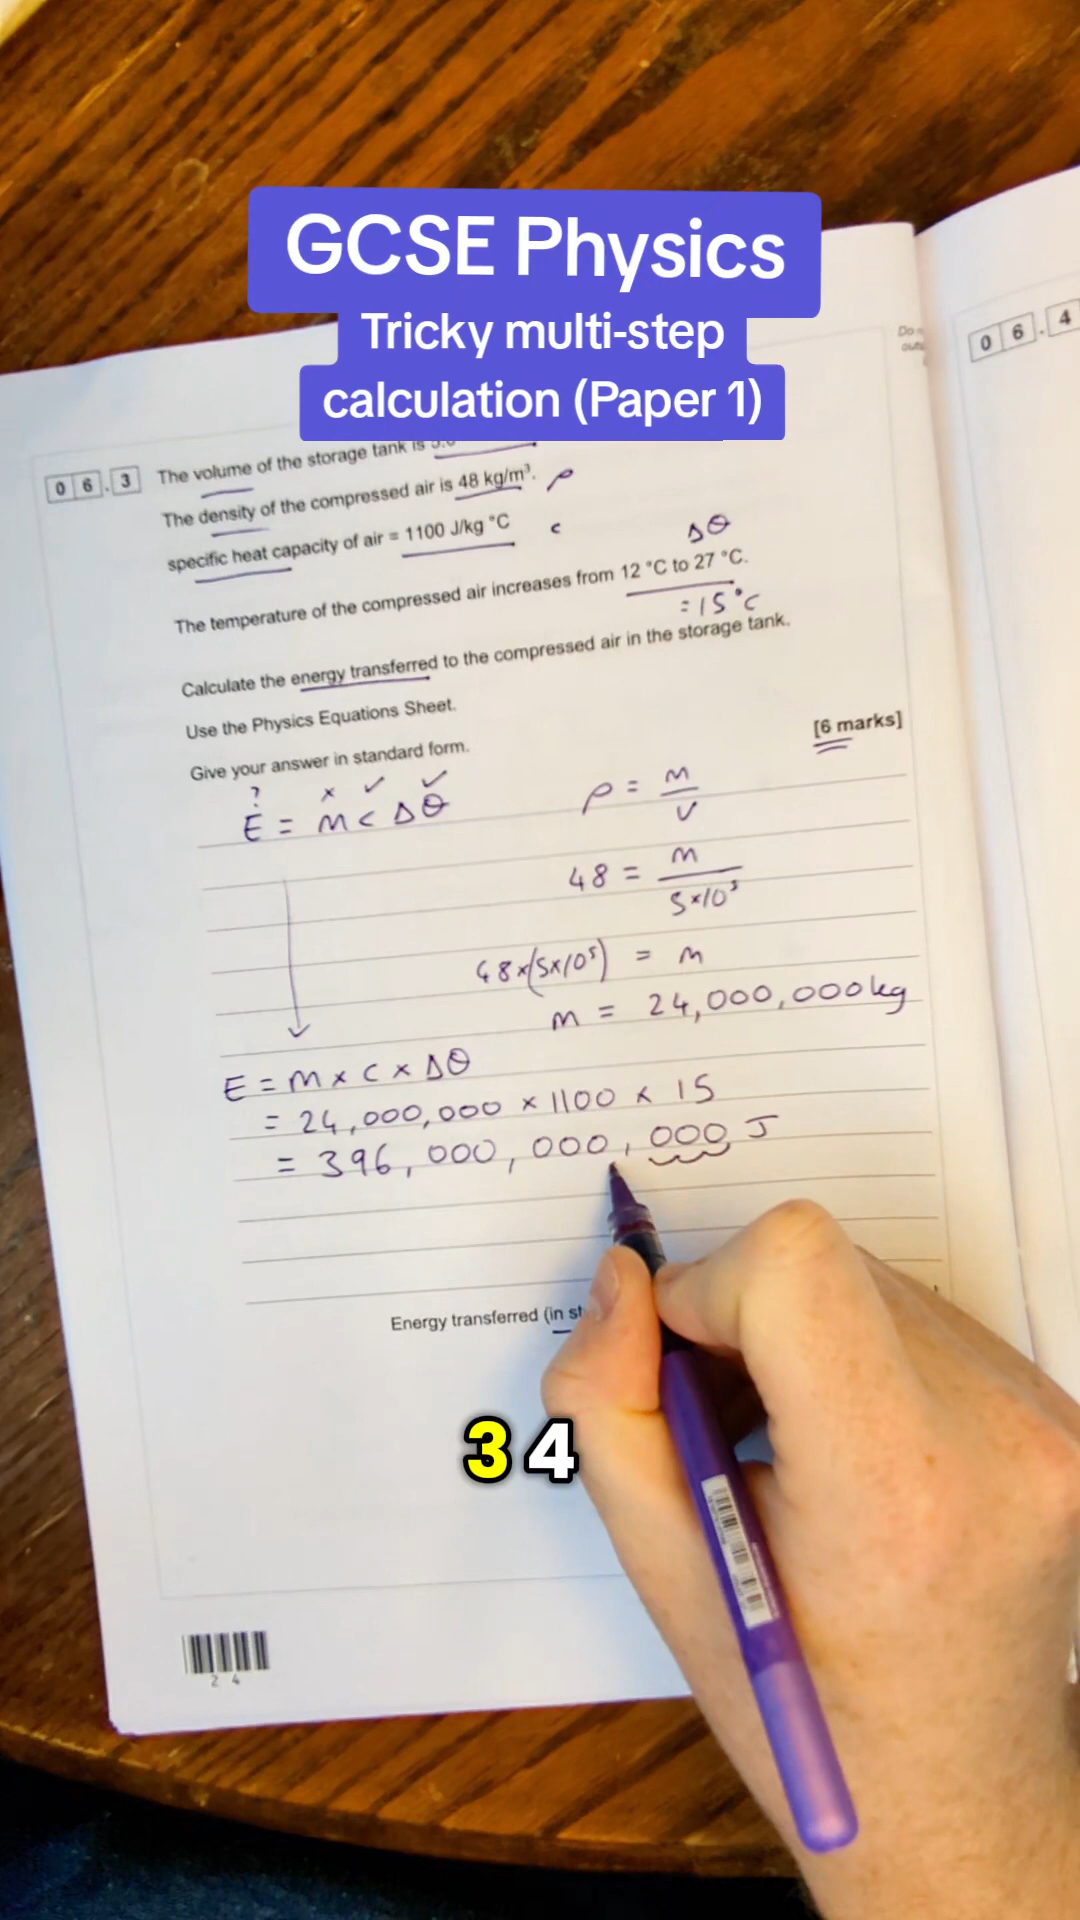 GCSE Physics
Tricky multi-step
calculation (Paper 1)
Do
0 6 . 4
0 6 . 3 The volume of the storage tank is
The density of the compressed air is 48 kg/m³. ρ
specific heat capacity of air = 1100 J/kg °C c
Δθ
The temperature of the compressed air increases from 12 °C to 27 °C.
= 15°C
Calculate the energy transferred to the compressed air in the storage tank.
Use the Physics Equations Sheet.
[6 marks]
Give your answer in standard form.
? × ✓ ✓
E = m c Δθ
ρ = m / v
48 = m / 5×10⁵
48×(5×10⁵) = m
m = 24,000,000kg
E = m × c × Δθ
= 24,000,000 × 1100 × 15
= 396,000,000,000 J
Energy transferred (in
3 4
2 4